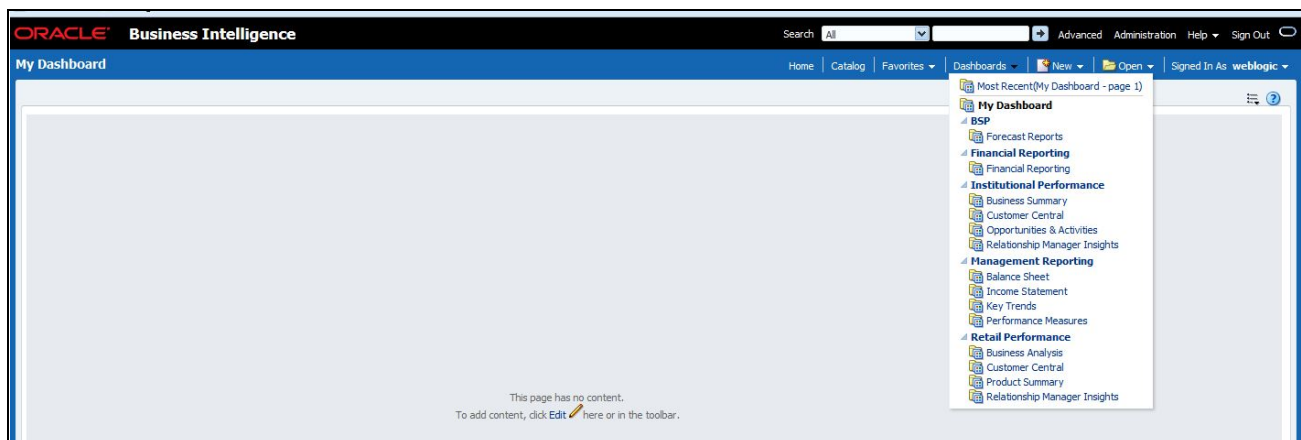 ORACLE Business Intelligence
Search All Advanced Administration Help Sign Out
My Dashboard
Home Catalog Favorites Dashboards New Open Signed In As weblogic
Most Recent(My Dashboard - page 1)
My Dashboard
BSP
Forecast Reports
Financial Reporting
Financial Reporting
Institutional Performance
Business Summary
Customer Central
Opportunities & Activities
Relationship Manager Insights
Management Reporting
Balance Sheet
Income Statement
Key Trends
Performance Measures
Retail Performance
Business Analysis
Customer Central
Product Summary
Relationship Manager Insights
This page has no content.
To add content, click Edit here or in the toolbar.